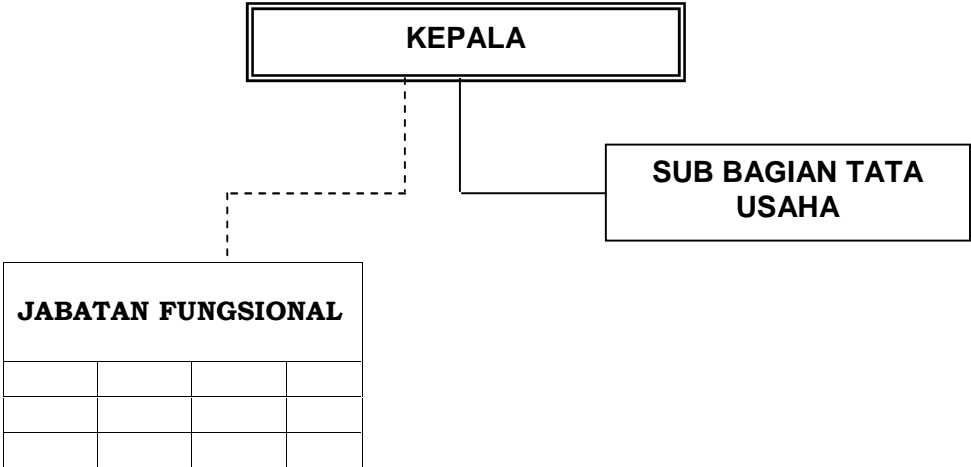 KEPALA
SUB BAGIAN TATA
USAHA
JABATAN FUNGSIONAL